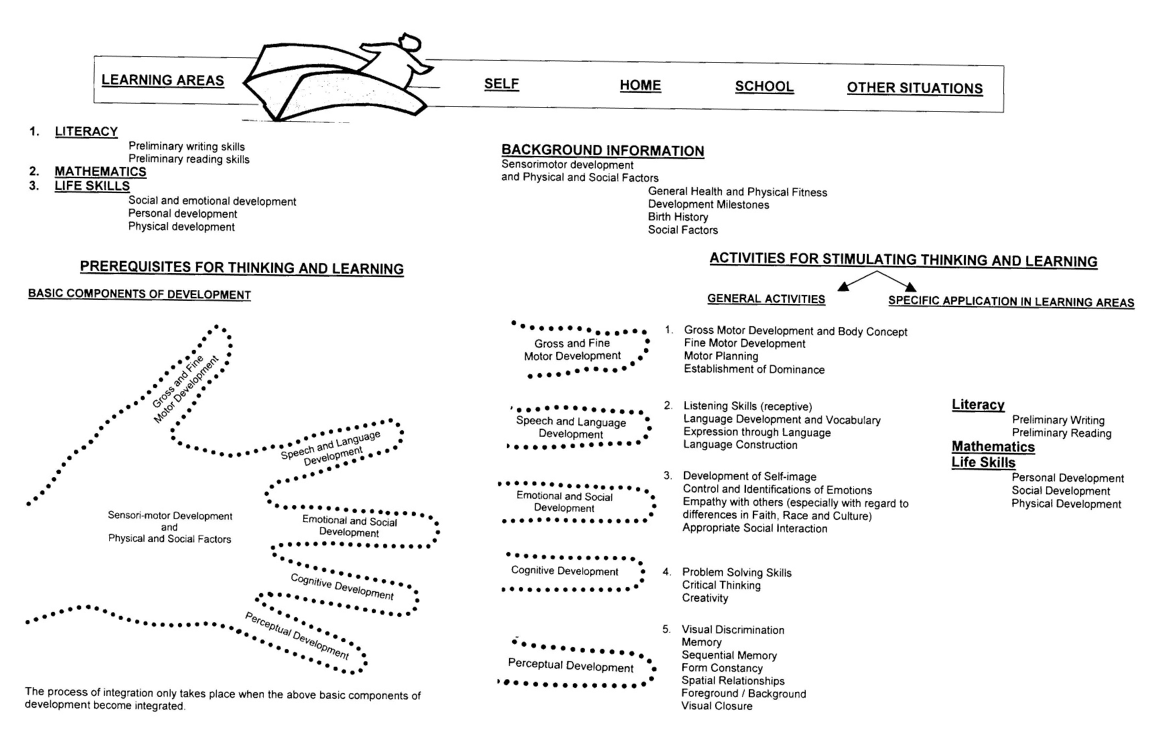 LEARNING AREAS
SELF
HOME
SCHOOL
OTHER SITUATIONS
1. LITERACY
Preliminary writing skills
Preliminary reading skills
2. MATHEMATICS
3. LIFE SKILLS
Social and emotional development
Personal development
Physical development
BACKGROUND INFORMATION
Sensorimotor development
and Physical and Social Factors
General Health and Physical Fitness
Development Milestones
Birth History
Social Factors
PREREQUISITES FOR THINKING AND LEARNING
BASIC COMPONENTS OF DEVELOPMENT
Gross and Fine
Motor Development
Speech and Language
Development
Sensori-motor Development
and
Physical and Social Factors
Emotional and Social
Development
Cognitive Development
Perceptual Development
The process of integration only takes place when the above basic components of
development become integrated.
ACTIVITIES FOR STIMULATING THINKING AND LEARNING
GENERAL ACTIVITIES
SPECIFIC APPLICATION IN LEARNING AREAS
Gross and Fine
Motor Development
1. Gross Motor Development and Body Concept
Fine Motor Development
Motor Planning
Establishment of Dominance
Speech and Language
Development
2. Listening Skills (receptive)
Language Development and Vocabulary
Expression through Language
Language Construction
Emotional and Social
Development
3. Development of Self-image
Control and Identifications of Emotions
Empathy with others (especially with regard to
differences in Faith, Race and Culture)
Appropriate Social Interaction
Cognitive Development
4. Problem Solving Skills
Critical Thinking
Creativity
Perceptual Development
5. Visual Discrimination
Memory
Sequential Memory
Form Constancy
Spatial Relationships
Foreground / Background
Visual Closure
Literacy
Preliminary Writing
Preliminary Reading
Mathematics
Life Skills
Personal Development
Social Development
Physical Development